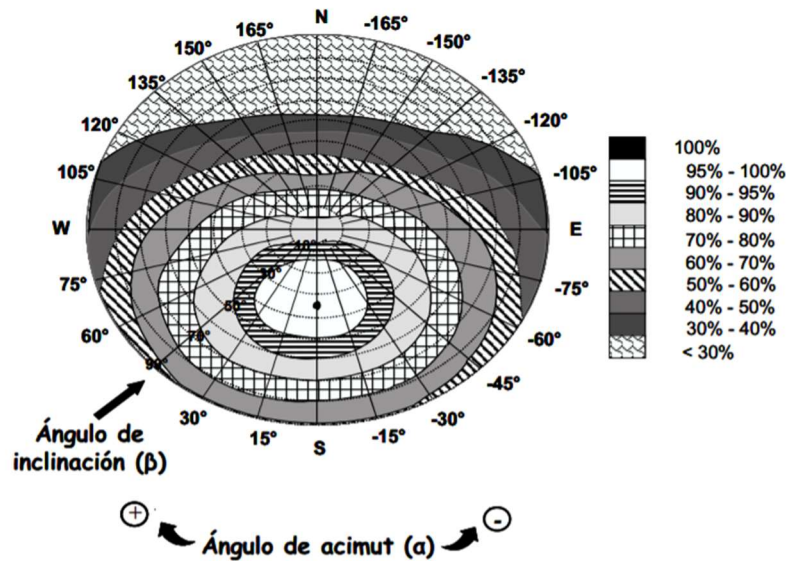 N
165°
-165°
150°
-150°
135°
-135°
120°
-120°
105°
-105°
W
E
75°
-75°
60°
-60°
-45°
30°
-30°
15°
-15°
S
10°
30°
50°
70°
90°
100%
95% - 100%
90% - 95%
80% - 90%
70% - 80%
60% - 70%
50% - 60%
40% - 50%
30% - 40%
< 30%
Ángulo de
inclinación (β)
+
Ángulo de acimut (α)
-